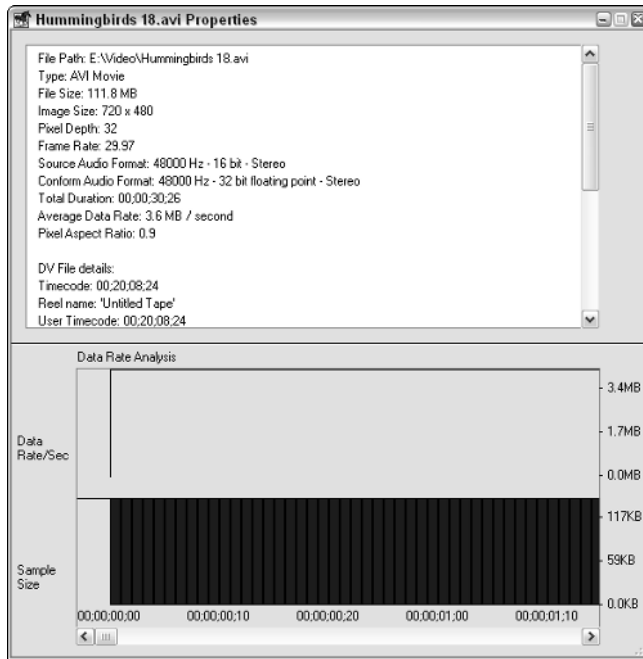 Hummingbirds 18.avi Properties
File Path: E:\Video\Hummingbirds 18.avi
Type: AVI Movie
File Size: 111.8 MB
Image Size: 720 x 480
Pixel Depth: 32
Frame Rate: 29.97
Source Audio Format: 48000 Hz - 16 bit - Stereo
Conform Audio Format: 48000 Hz - 32 bit floating point - Stereo
Total Duration: 00;00;30;26
Average Data Rate: 3.6 MB / second
Pixel Aspect Ratio: 0.9
DV File details:
Timecode: 00;20;08;24
Reel name: 'Untitled Tape'
User Timecode: 00;20;08;24
Data Rate Analysis
3.4MB
Data
Rate/Sec
1.7MB
0.0MB
117KB
59KB
Sample
Size
0.0KB
00;00;00;00 00;00;00;10 00;00;00;20 00;00;01;00 00;00;01;10